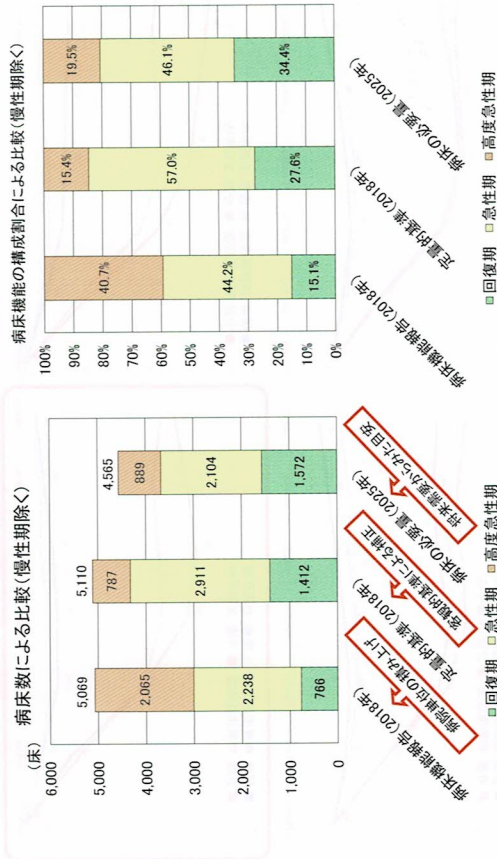 病床数による比較(慢性期除く)
(床)
6,000
5,000
4,000
3,000
2,000
1,000
0
5,069
2,065
2,238
766
5,110
787
2,911
1,412
4,565
889
2,104
1,572
病床機能報告(2018年)
定量的基準(2018年)
病床の必要量(2025年)
病院単位の積み上げ
客観的基準による補正
将来需要からみた目安
回復期 急性期 高度急性期
病床機能の構成割合による比較(慢性期除く)
100%
90%
80%
70%
60%
50%
40%
30%
20%
10%
0%
40.7%
44.2%
15.1%
15.4%
57.0%
27.6%
19.5%
46.1%
34.4%
病床機能報告(2018年)
定量的基準(2018年)
病床の必要量(2025年)
回復期 急性期 高度急性期